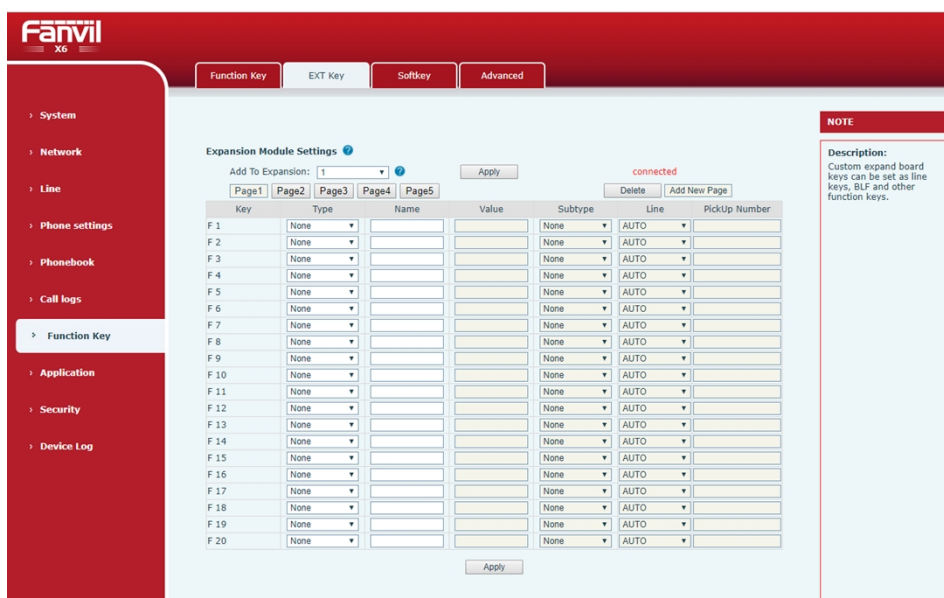 Fanvil
X6
Function Key EXT Key Softkey Advanced
› System
› Network
› Line
› Phone settings
› Phonebook
› Call logs
› Function Key
› Application
› Security
› Device Log
Expansion Module Settings ?
Add To Expansion: 1 ? Apply connected
Page1 Page2 Page3 Page4 Page5 Delete Add New Page
Key Type Name Value Subtype Line PickUp Number
F 1 None None AUTO
F 2 None None AUTO
F 3 None None AUTO
F 4 None None AUTO
F 5 None None AUTO
F 6 None None AUTO
F 7 None None AUTO
F 8 None None AUTO
F 9 None None AUTO
F 10 None None AUTO
F 11 None None AUTO
F 12 None None AUTO
F 13 None None AUTO
F 14 None None AUTO
F 15 None None AUTO
F 16 None None AUTO
F 17 None None AUTO
F 18 None None AUTO
F 19 None None AUTO
F 20 None None AUTO
Apply
NOTE
Description:
Custom expand board
keys can be set as line
keys, BLF and other
function keys.